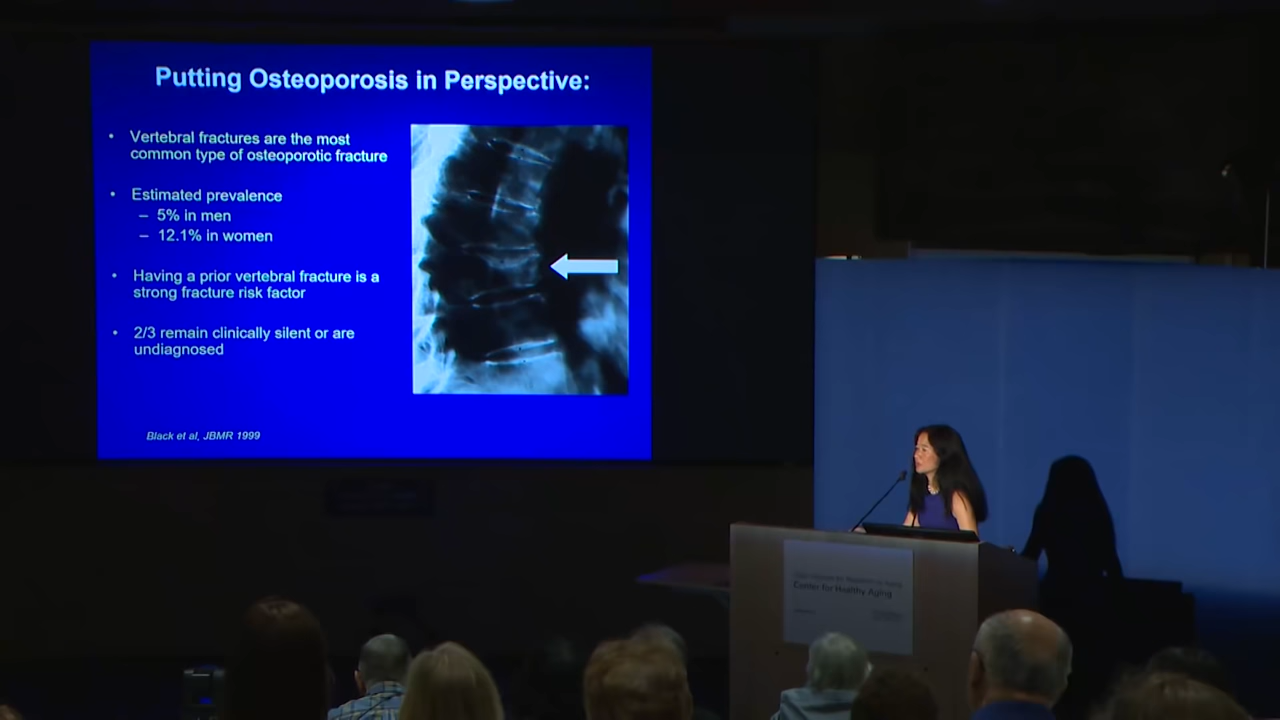 Putting Osteoporosis in Perspective:
• Vertebral fractures are the most
common type of osteoporotic fracture
• Estimated prevalence
– 5% in men
– 12.1% in women
• Having a prior vertebral fracture is a
strong fracture risk factor
• 2/3 remain clinically silent or are
undiagnosed
Black et al, JBMR 1999
Center for Healthy Aging